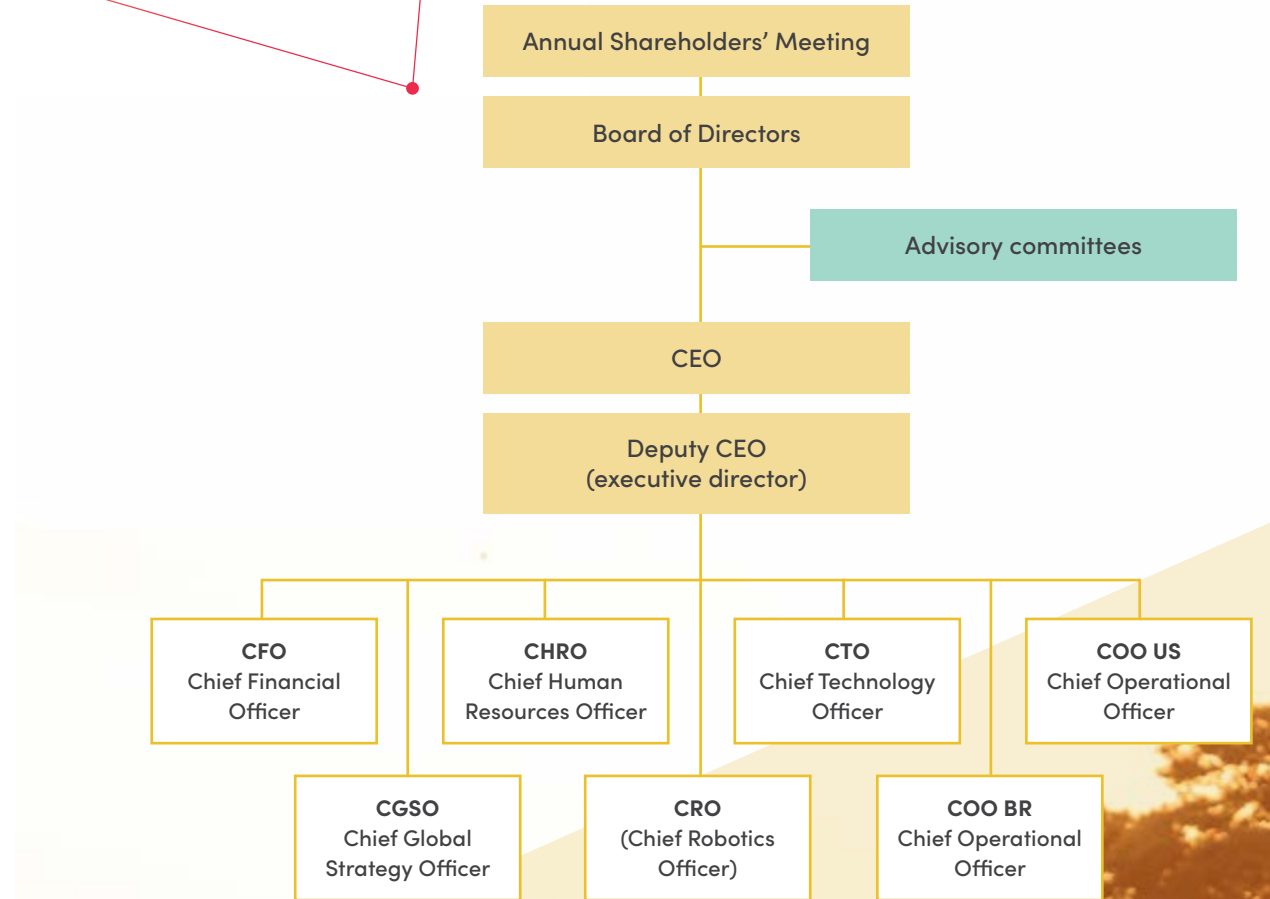 Annual Shareholders’ Meeting
Board of Directors
Advisory committees
CEO
Deputy CEO
(executive director)
CFO
Chief Financial
Officer
CHRO
Chief Human
Resources Officer
CTO
Chief Technology
Officer
COO US
Chief Operational
Officer
CGSO
Chief Global
Strategy Officer
CRO
(Chief Robotics
Officer)
COO BR
Chief Operational
Officer